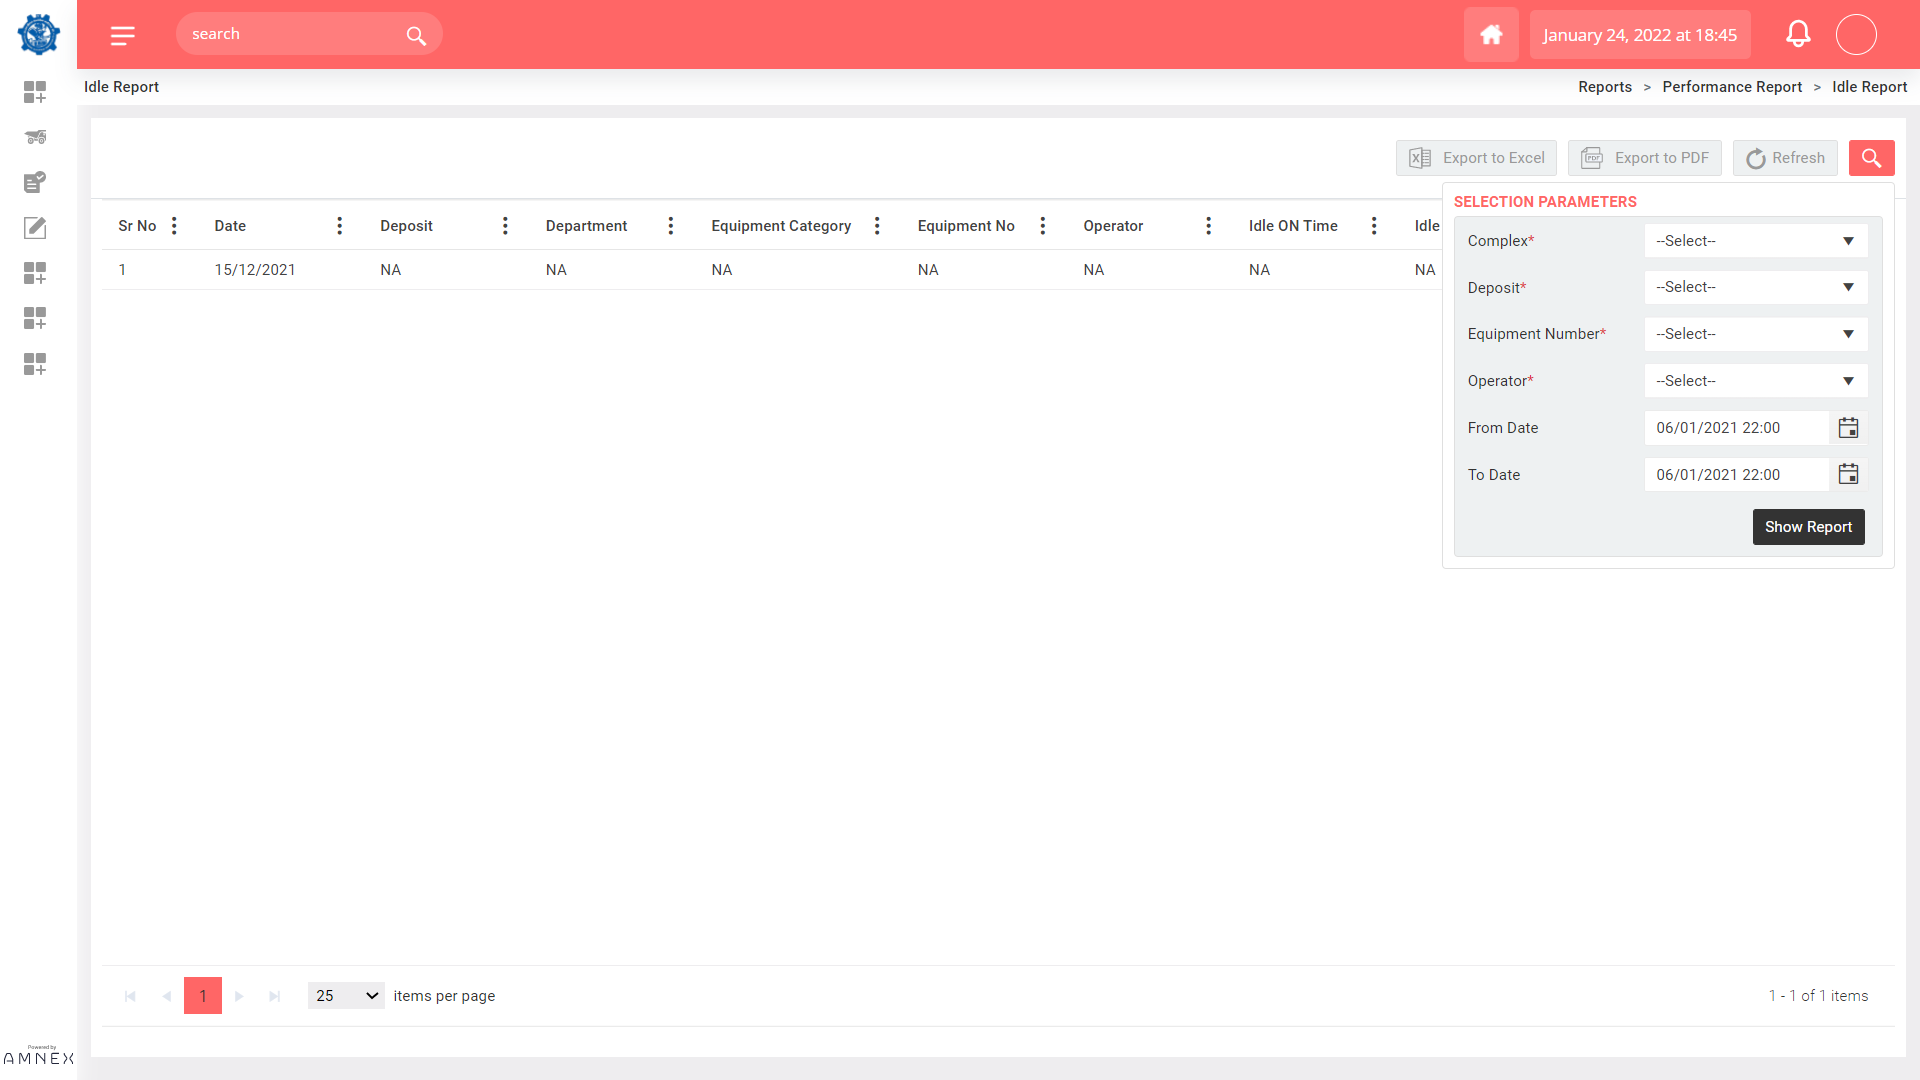 search
January 24, 2022 at 18:45
Idle Report
Reports > Performance Report > Idle Report
Export to Excel
Export to PDF
Refresh
SELECTION PARAMETERS
Complex* --Select--
Deposit* --Select--
Equipment Number* --Select--
Operator* --Select--
From Date 06/01/2021 22:00
To Date 06/01/2021 22:00
Show Report
Sr No Date Deposit Department Equipment Category Equipment No Operator Idle ON Time Idle
1 15/12/2021 NA NA NA NA NA NA NA
1 25 items per page
1 - 1 of 1 items
Powered by
AMNEX